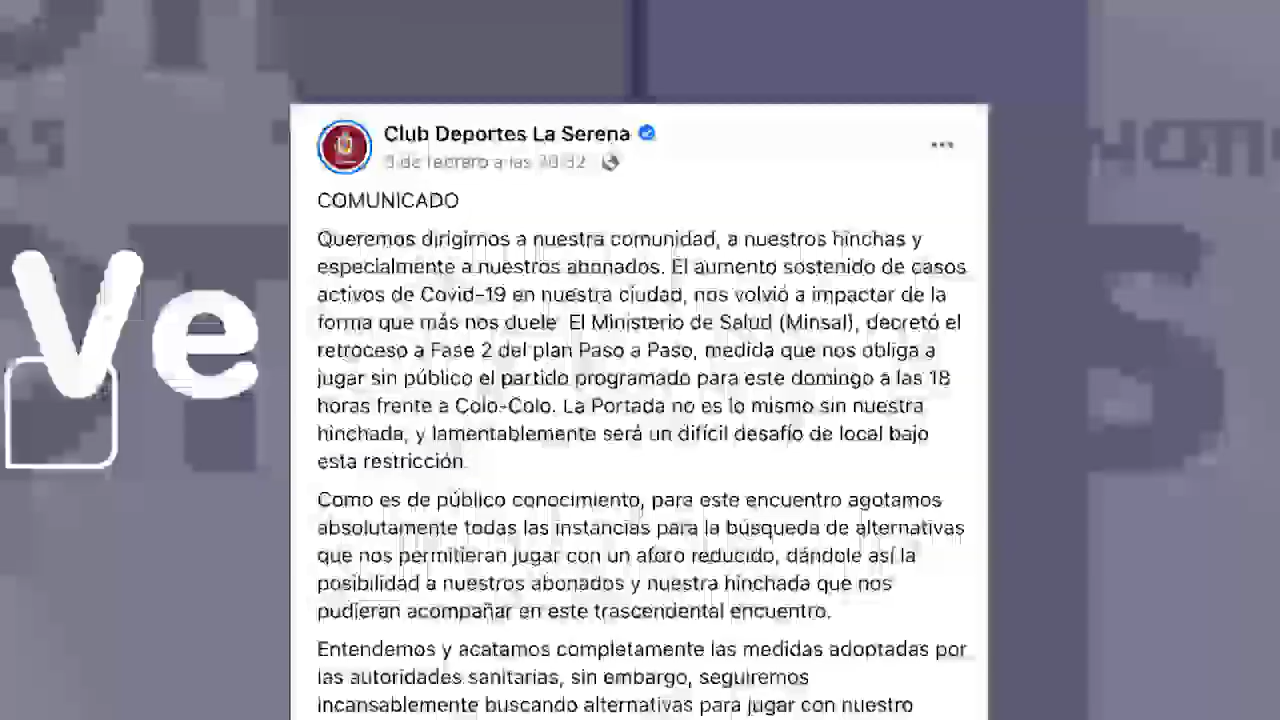 Club Deportes La Serena
de febrero a las
COMUNICADO
Queremos dirigirnos a nuestra comunidad, a nuestros hinchas y
especialmente a nuestros abonados. El aumento sostenido de casos
activos de Covid-19 en nuestra ciudad, nos volvió a impactar de la
forma que más nos duele El Ministerio de Salud (Minsal), decretó el
retroceso a Fase 2 del plan Paso a Paso, medida que nos obliga a
jugar sin público el partido programado para este domingo a las 18
horas frente a Colo-Colo. La Portada no es lo mismo sin nuestra
hinchada, y lamentablemente será un difícil desafío de local bajo
esta restricción.
Como es de público conocimiento, para este encuentro agotamos
absolutamente todas las instancias para la búsqueda de alternativas
que nos permitieran jugar con un aforo reducido, dándole así la
posibilidad a nuestros abonados y nuestra hinchada que nos
pudieran acompañar en este trascendental encuentro.
Entendemos y acatamos completamente las medidas adoptadas por
las autoridades sanitarias, sin embargo, seguiremos
incansablemente buscando alternativas para jugar con nuestro
Ve